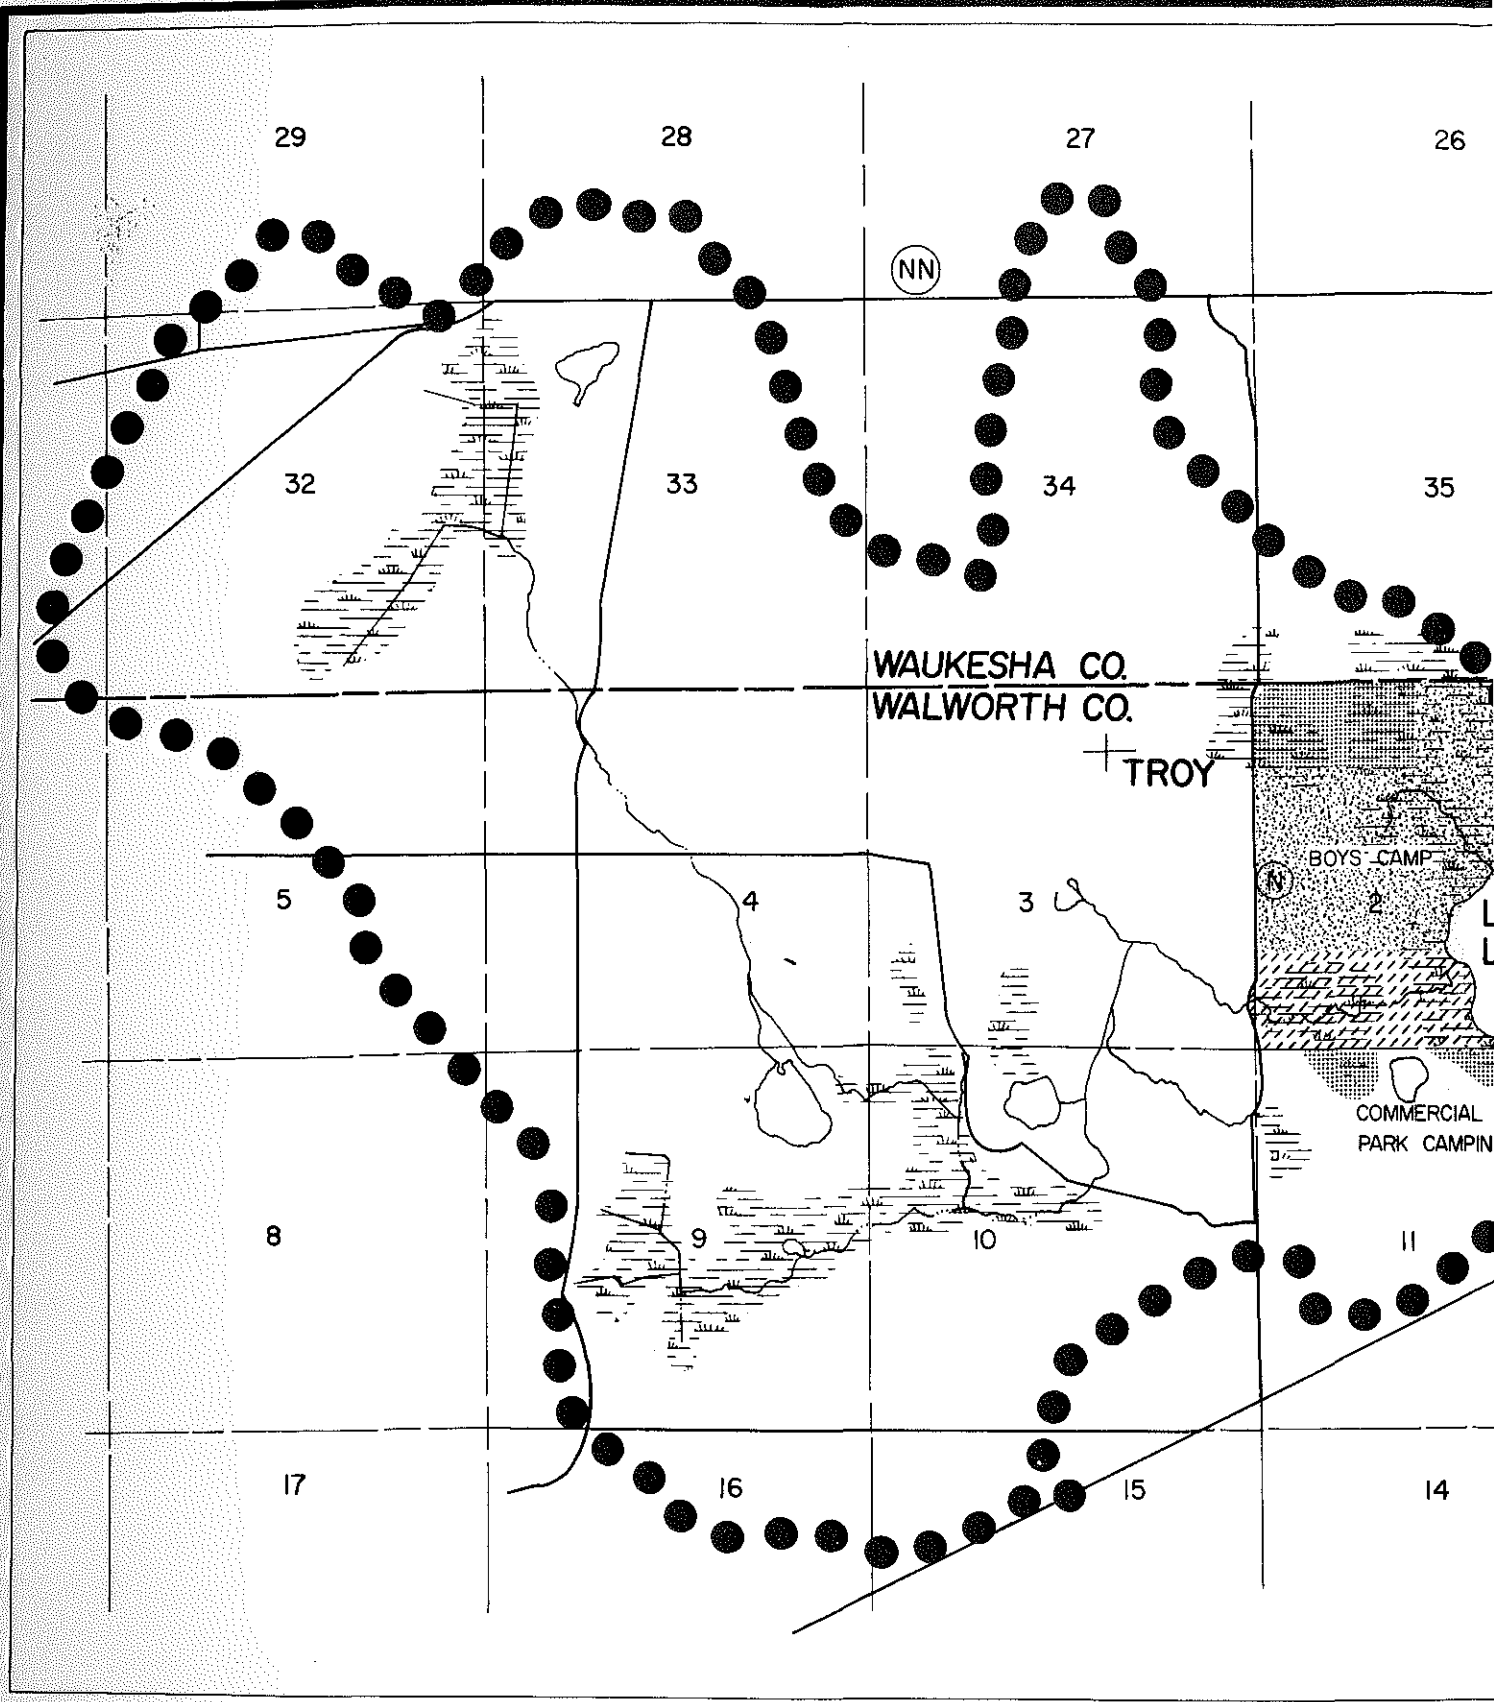 29 28 27 26
NN
32 33 34 35
WAUKESHA CO.
WALWORTH CO.
TROY
BOYS CAMP
N
5 4 3 2
L
L
COMMERCIAL
PARK CAMPIN
8 9 10 11
17 16 15 14